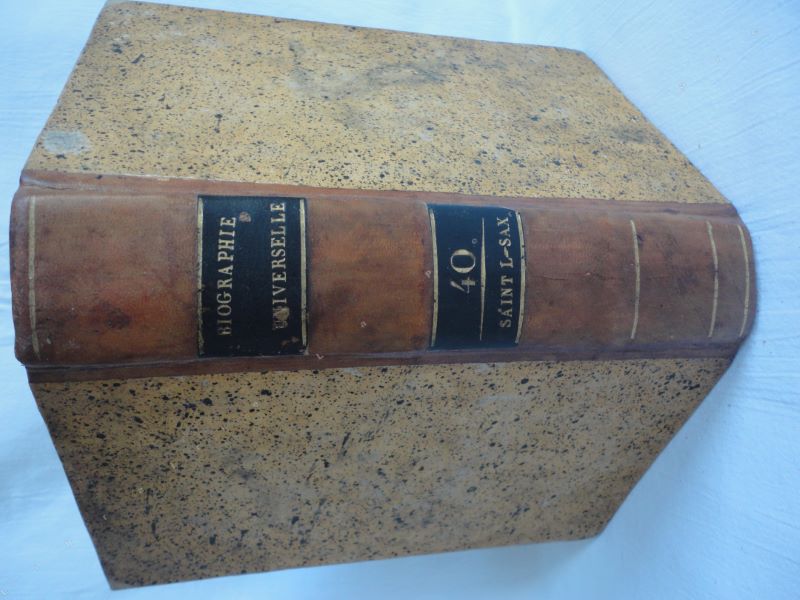 BIOGRAPHIE
UNIVERSELLE
40.
SAINT L-SAX.